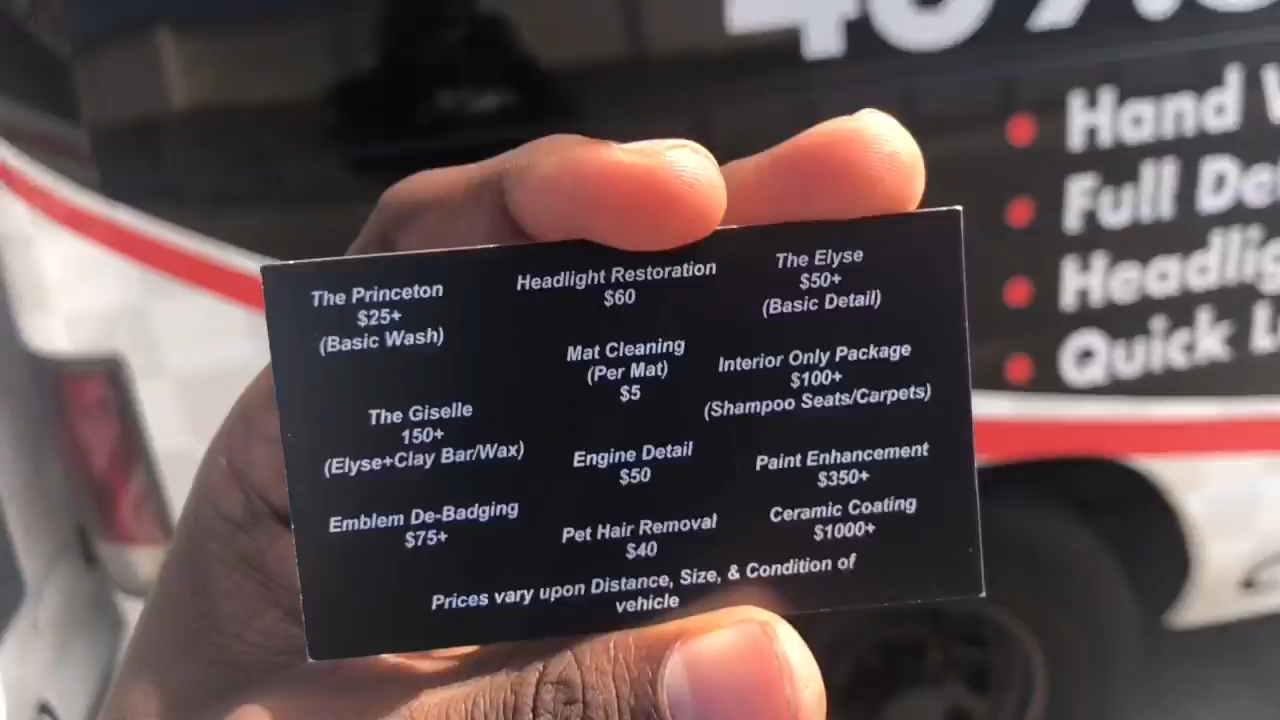 The Princeton
$25+
(Basic Wash)
Headlight Restoration
$60
The Elyse
$50+
(Basic Detail)
Mat Cleaning
(Per Mat)
$5
Interior Only Package
$100+
(Shampoo Seats/Carpets)
The Giselle
150+
(Elyse+Clay Bar/Wax)
Engine Detail
$50
Paint Enhancement
$350+
Emblem De-Badging
$75+
Pet Hair Removal
$40
Ceramic Coating
$1000+
Prices vary upon Distance, Size, & Condition of
vehicle
Hand
Full
Quick